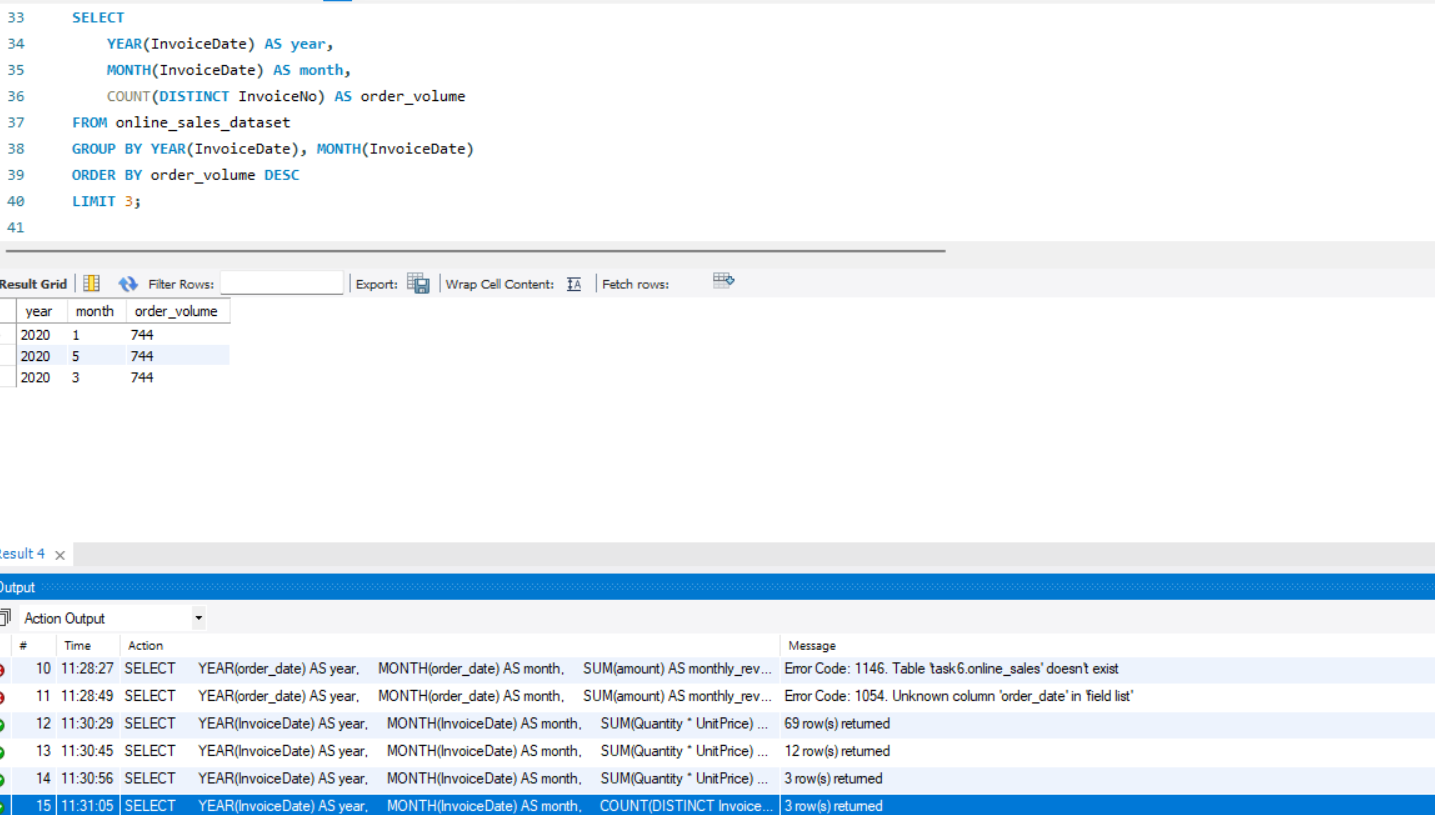 33 SELECT
34 YEAR(InvoiceDate) AS year,
35 MONTH(InvoiceDate) AS month,
36 COUNT(DISTINCT InvoiceNo) AS order_volume
37 FROM online_sales_dataset
38 GROUP BY YEAR(InvoiceDate), MONTH(InvoiceDate)
39 ORDER BY order_volume DESC
40 LIMIT 3;
41
Result Grid Filter Rows: Export: Wrap Cell Content: IA Fetch rows:
year month order_volume
2020 1 744
2020 5 744
2020 3 744
Result 4 ×
Output
Action Output
# Time Action Message
10 11:28:27 SELECT YEAR(order_date) AS year, MONTH(order_date) AS month, SUM(amount) AS monthly_rev... Error Code: 1146. Table 'task6.online_sales' doesn't exist
11 11:28:49 SELECT YEAR(order_date) AS year, MONTH(order_date) AS month, SUM(amount) AS monthly_rev... Error Code: 1054. Unknown column 'order_date' in 'field list'
12 11:30:29 SELECT YEAR(InvoiceDate) AS year, MONTH(InvoiceDate) AS month, SUM(Quantity * UnitPrice) ... 69 row(s) returned
13 11:30:45 SELECT YEAR(InvoiceDate) AS year, MONTH(InvoiceDate) AS month, SUM(Quantity * UnitPrice) ... 12 row(s) returned
14 11:30:56 SELECT YEAR(InvoiceDate) AS year, MONTH(InvoiceDate) AS month, SUM(Quantity * UnitPrice) ... 3 row(s) returned
15 11:31:05 SELECT YEAR(InvoiceDate) AS year, MONTH(InvoiceDate) AS month, COUNT(DISTINCT Invoice... 3 row(s) returned